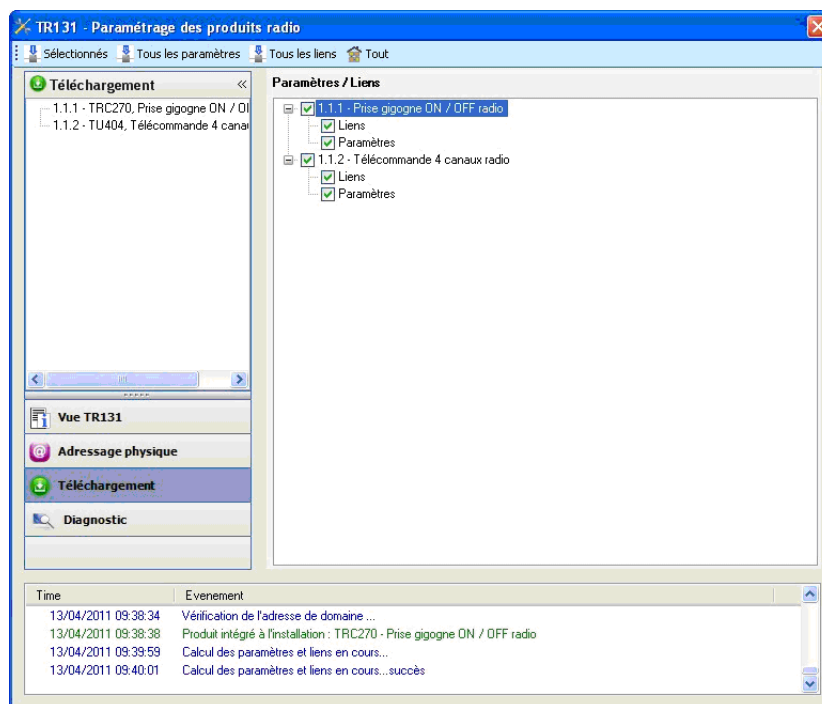 TR131 - Paramétrage des produits radio
Sélectionnés Tous les paramètres Tous les liens Tout
Téléchargement «
1.1.1 - TRC270, Prise gigogne ON / OI
1.1.2 - TU404, Télécommande 4 canau
Vue TR131
Adressage physique
Téléchargement
Diagnostic
Paramètres / Liens
1.1.1 - Prise gigogne ON / OFF radio
Liens
Paramètres
1.1.2 - Télécommande 4 canaux radio
Liens
Paramètres
Time Evenement
13/04/2011 09:38:34 Vérification de l'adresse de domaine ...
13/04/2011 09:38:38 Produit intégré à l'installation : TRC270 - Prise gigogne ON / OFF radio
13/04/2011 09:39:59 Calcul des paramètres et liens en cours...
13/04/2011 09:40:01 Calcul des paramètres et liens en cours...succès